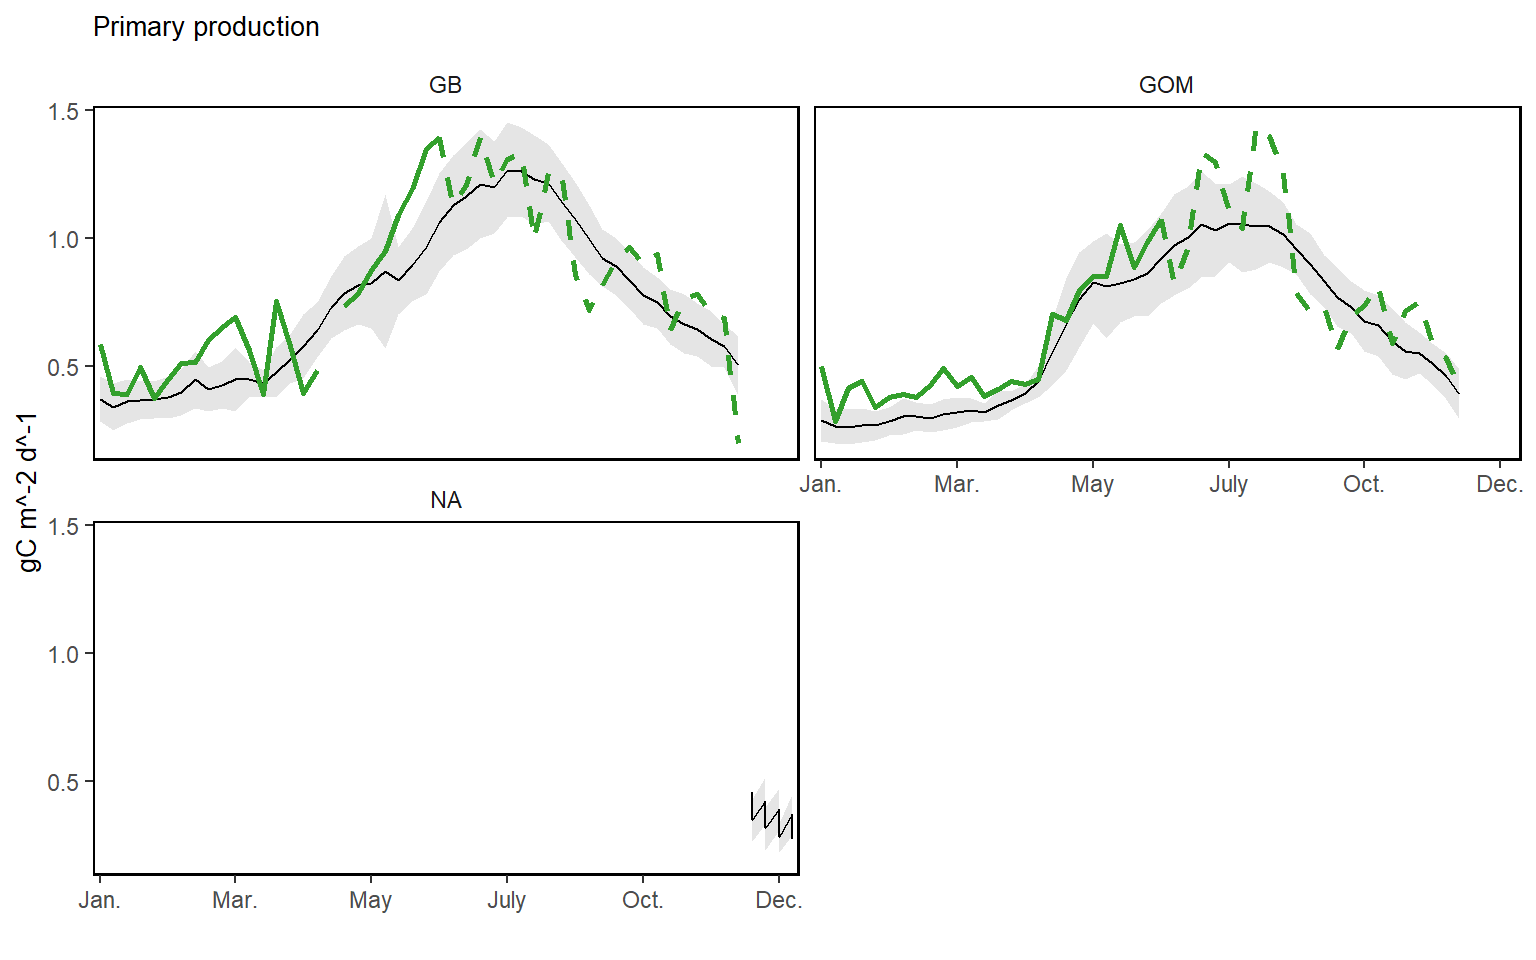 Primary production
GB
GOM
1.5
1.0
0.5
Jan. Mar. May July Oct. Dec.
gC m^-2 d^-1
NA
1.5
1.0
0.5
Jan. Mar. May July Oct. Dec.